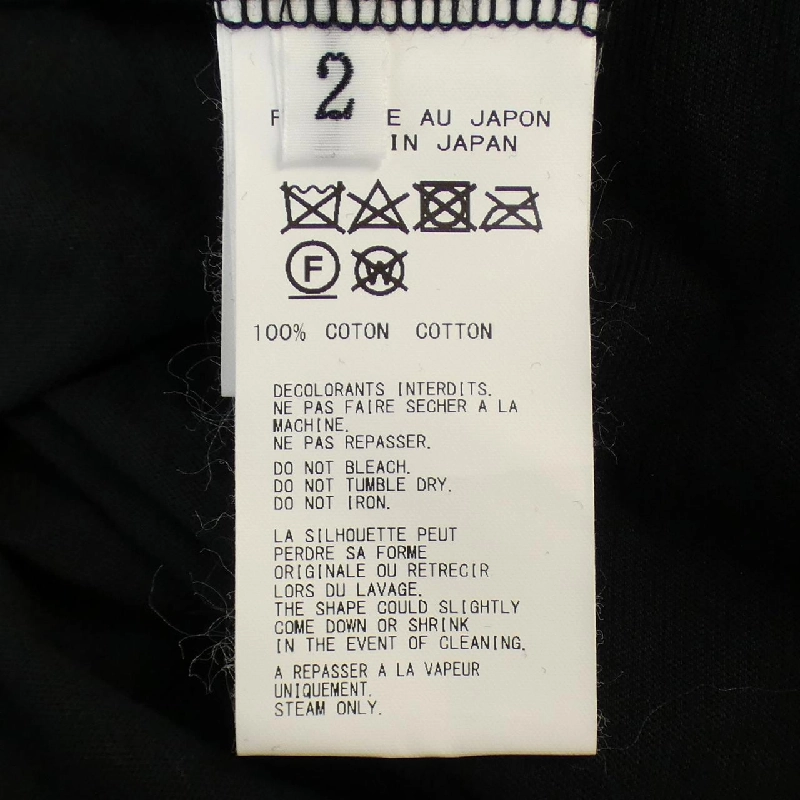 2
E AU JAPON
IN JAPAN
F
W
100% COTON COTTON
DECOLORANTS INTERDITS.
NE PAS FAIRE SECHER A LA
MACHINE.
NE PAS REPASSER.
DO NOT BLEACH.
DO NOT TUMBLE DRY.
DO NOT IRON.
LA SILHOUETTE PEUT
PERDRE SA FORME
ORIGINALE OU RETRECIR
LORS DU LAVAGE.
THE SHAPE COULD SLIGHTLY
COME DOWN OR SHRINK
IN THE EVENT OF CLEANING.
A REPASSER A LA VAPEUR
UNIQUEMENT.
STEAM ONLY.